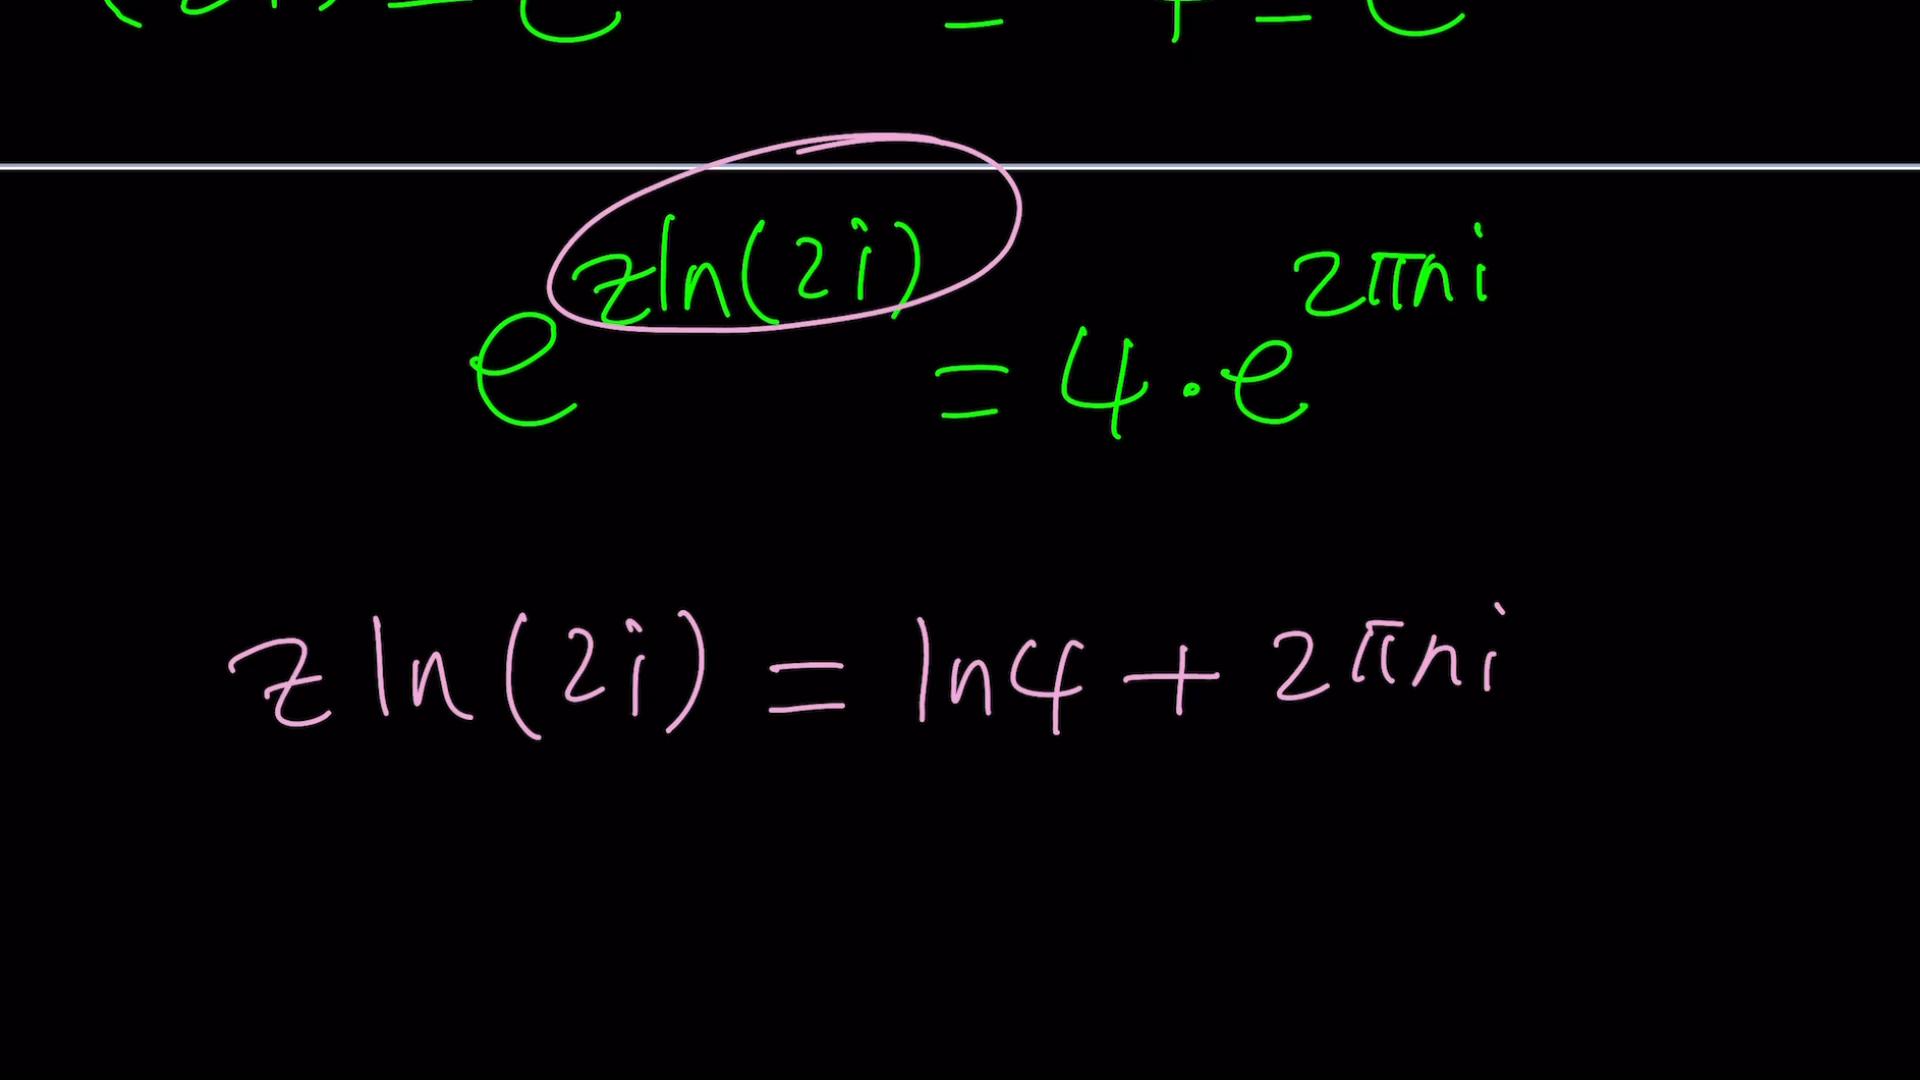 e^{z ln(2i)} = 4 · e^{2πni}
z ln(2i) = ln4 + 2πni